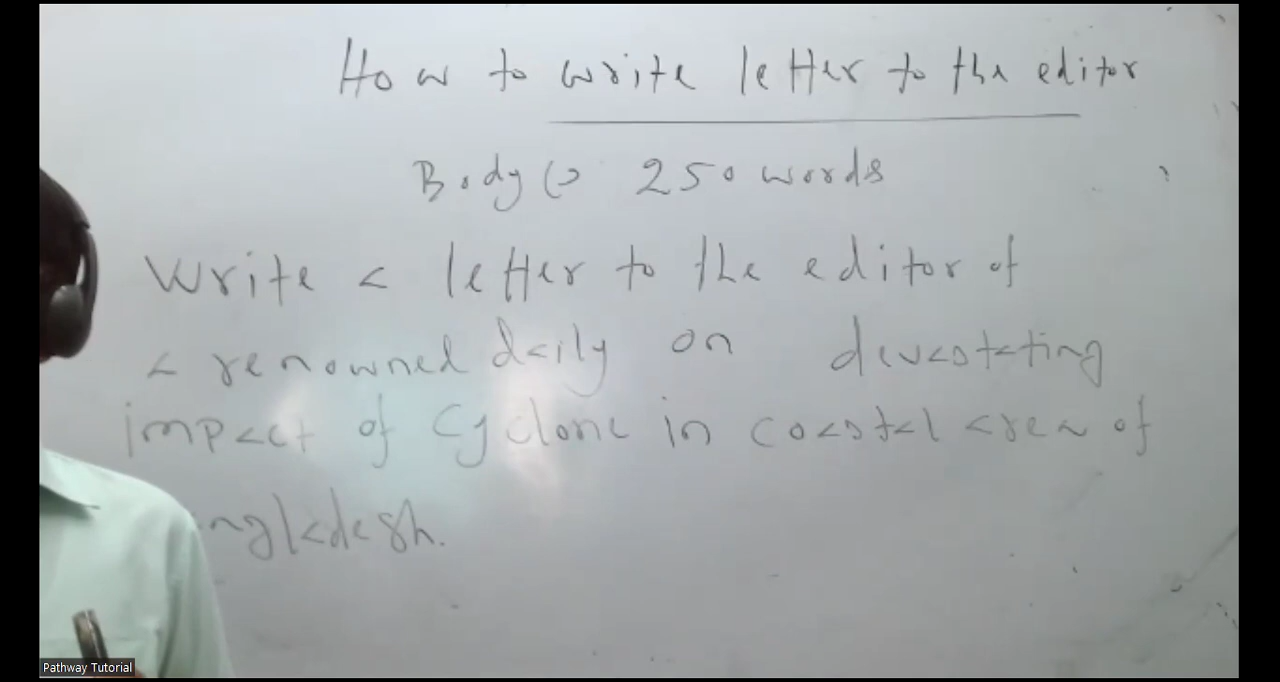 How to write letter to the editor
Body 250 words
Write a letter to the editor of
a renowned daily on devastating
impact of Cyclone in coastal area of
ngladesh.
Pathway Tutorial